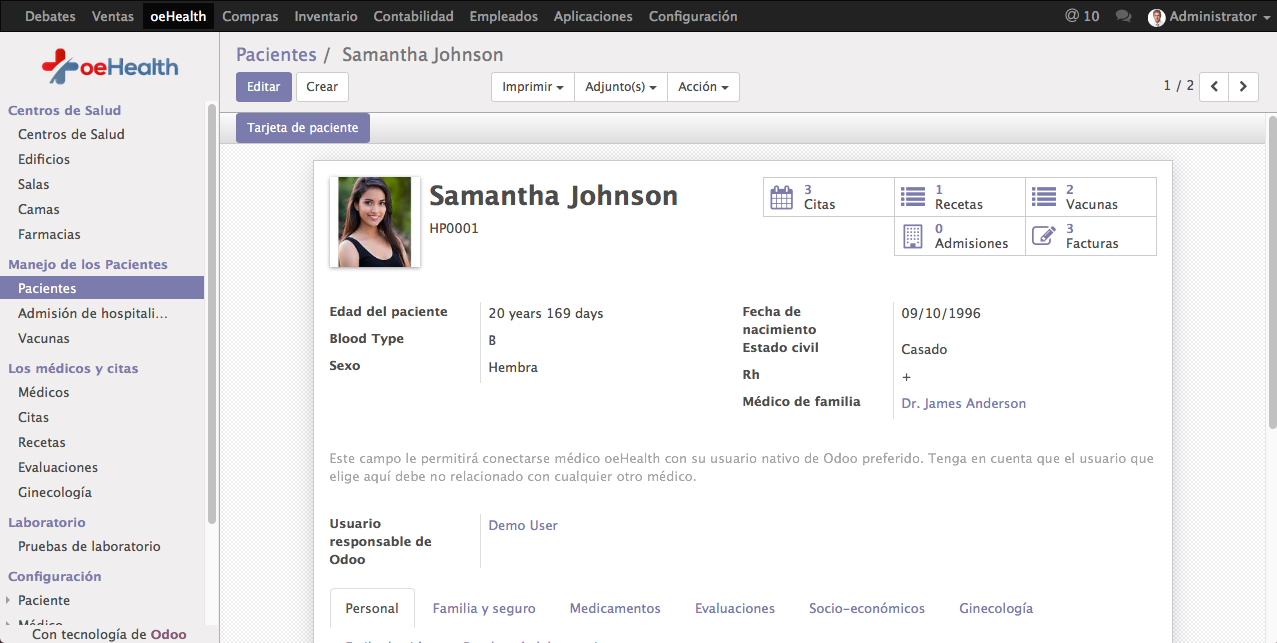 Debates Ventas oeHealth Compras Inventario Contabilidad Empleados Aplicaciones Configuración @ 10 Administrator
oeHealth
Pacientes / Samantha Johnson
Editar Crear Imprimir Adjunto(s) Acción 1 / 2
Tarjeta de paciente
Centros de Salud
Centros de Salud
Edificios
Salas
Camas
Farmacias
Manejo de los Pacientes
Pacientes
Admisión de hospitali...
Vacunas
Los médicos y citas
Médicos
Citas
Recetas
Evaluaciones
Ginecología
Laboratorio
Pruebas de laboratorio
Configuración
Paciente
Médico
Con tecnología de Odoo
Samantha Johnson
HP0001
3 Citas
1 Recetas
2 Vacunas
0 Admisiones
3 Facturas
Edad del paciente 20 years 169 days
Blood Type B
Sexo Hembra
Fecha de nacimiento 09/10/1996
Estado civil Casado
Rh +
Médico de familia Dr. James Anderson
Este campo le permitirá conectarse médico oeHealth con su usuario nativo de Odoo preferido. Tenga en cuenta que el usuario que
elige aquí debe no relacionado con cualquier otro médico.
Usuario responsable de Odoo Demo User
Personal Familia y seguro Medicamentos Evaluaciones Socio-económicos Ginecología